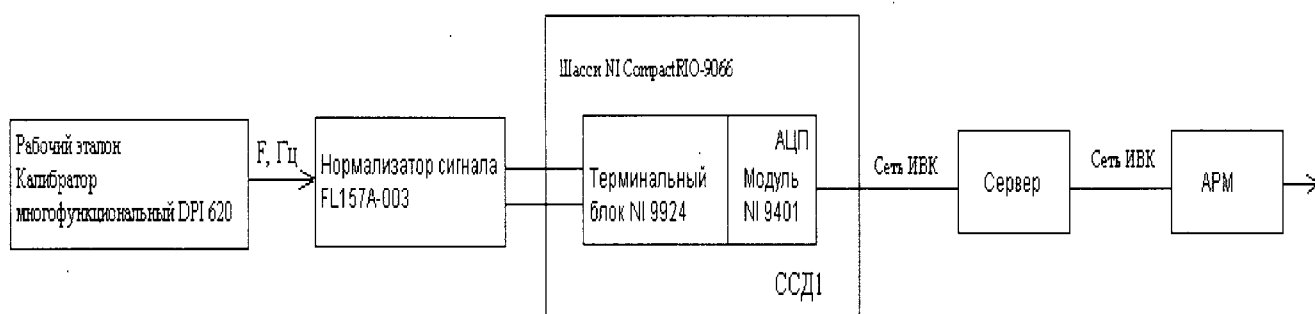 Шасси NI CompactRIO-9066
Рабочий эталон
Калибратор
многофункциональный DPI 620
F, Гц
Нормализатор сигнала
FL157A-003
Терминальный
блок NI 9924
АЦП
Модуль
NI 9401
ССД1
Сеть ИВК
Сервер
Сеть ИВК
АРМ